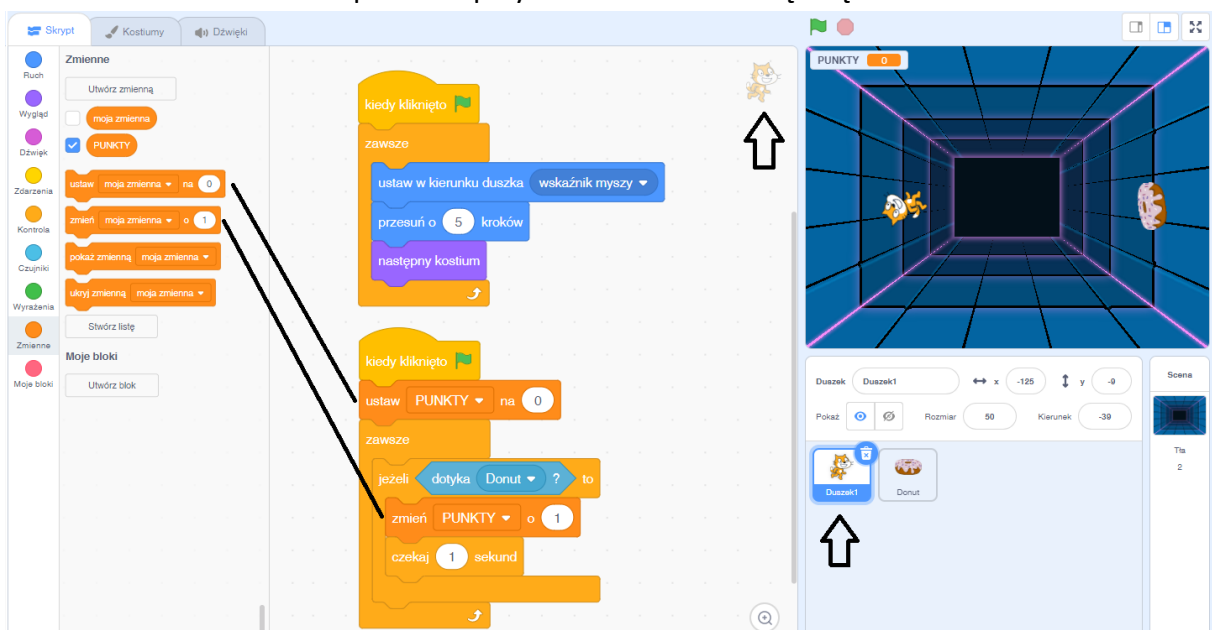 Skrypt
Kostiumy
Dźwięki
Ruch
Wygląd
Dźwięk
Zdarzenia
Kontrola
Czujniki
Wyrażenia
Zmienne
Moje bloki
Zmienne
Utwórz zmienną
moja zmienna
PUNKTY
ustaw moja zmienna na 0
zmień moja zmienna o 1
pokaż zmienną moja zmienna
ukryj zmienną moja zmienna
Stwórz listę
Moje bloki
Utwórz blok
kiedy kliknięto
zawsze
ustaw w kierunku duszka wskaźnik myszy
przesuń o 5 kroków
następny kostium
kiedy kliknięto
ustaw PUNKTY na 0
zawsze
jeżeli dotyka Donut ? to
zmień PUNKTY o 1
czekaj 1 sekund
PUNKTY 0
Duszek Duszek1 x -125 y -9
Pokaż Rozmiar 50 Kierunek -39
Duszek1
Donut
Scena
Tła
2